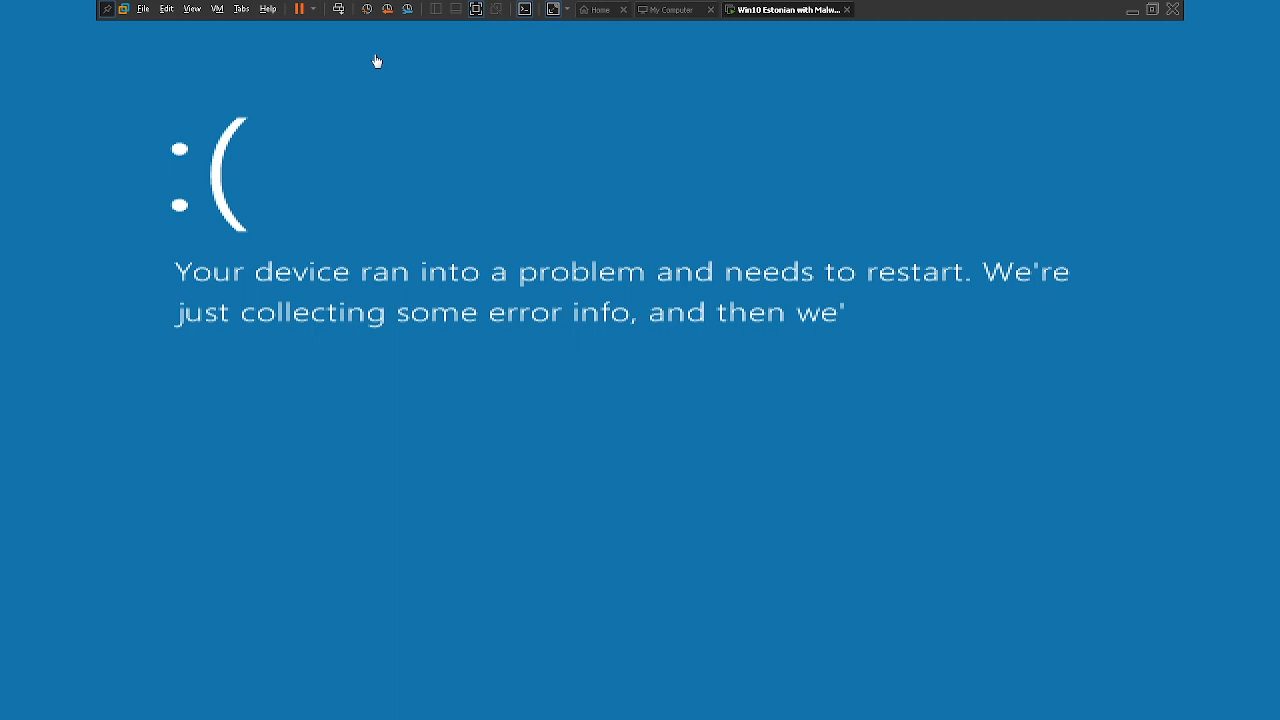 File Edit View VM Tabs Help Home My Computer Win10 Estonian with Malw...
:(
Your device ran into a problem and needs to restart. We're
just collecting some error info, and then we'